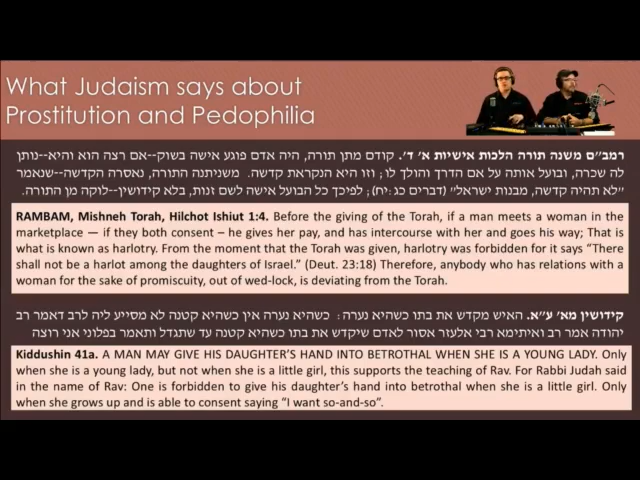 What Judaism says about
Prostitution and Pedophilia
רמב"ם משנה תורה הלכות אישיות א' ד'. קודם מתן תורה, היה אדם פוגע אישה בשוק--אם רצה הוא והיא--נותן
לה שכרה, ובועל אותה על אם הדרך והולך לו; וזו היא הנקראת קדשה. משניתנה התורה, נאסרה הקדשה--שנאמר
"לא תהיה קדשה, מבנות ישראל" (דברים כג:יח); לפיכך כל הבועל אישה לשם זנות, בלא קידושין--לוקה מן התורה.
RAMBAM, Mishneh Torah, Hilchot Ishiut 1:4. Before the giving of the Torah, if a man meets a woman in the
marketplace — if they both consent – he gives her pay, and has intercourse with her and goes his way; That is
what is known as harlotry. From the moment that the Torah was given, harlotry was forbidden for it says "There
shall not be a harlot among the daughters of Israel." (Deut. 23:18) Therefore, anybody who has relations with a
woman for the sake of promiscuity, out of wed-lock, is deviating from the Torah.
קידושין מא' ע"א. האיש מקדש את בתו כשהיא נערה: כשהיא נערה אין כשהיא קטנה לא מסייע ליה לרב דאמר רב
יהודה אמר רב ואיתימא רבי אלעזר אסור לאדם שיקדש את בתו כשהיא קטנה עד שתגדל ותאמר בפלוני אני רוצה
Kiddushin 41a. A MAN MAY GIVE HIS DAUGHTER'S HAND INTO BETROTHAL WHEN SHE IS A YOUNG LADY. Only
when she is a young lady, but not when she is a little girl, this supports the teaching of Rav. For Rabbi Judah said
in the name of Rav: One is forbidden to give his daughter's hand into betrothal when she is a little girl. Only
when she grows up and is able to consent saying "I want so-and-so".